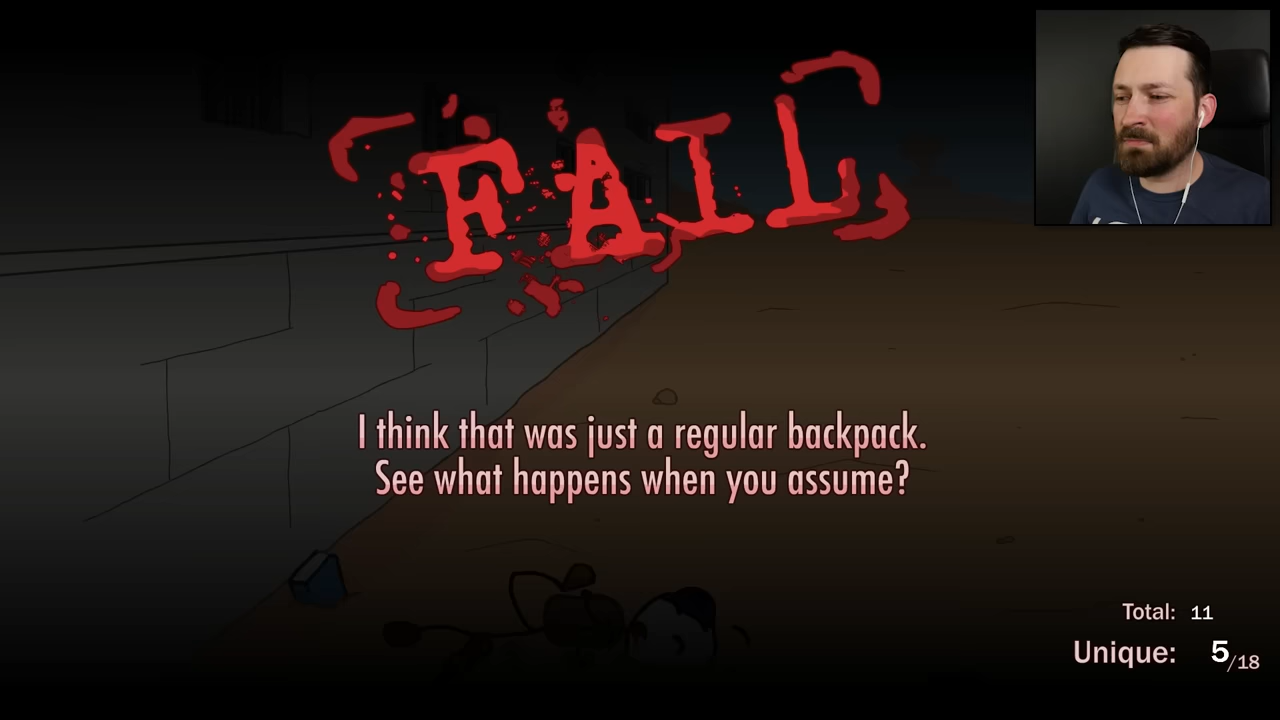 FAIL
I think that was just a regular backpack.
See what happens when you assume?
Total: 11
Unique: 5/18